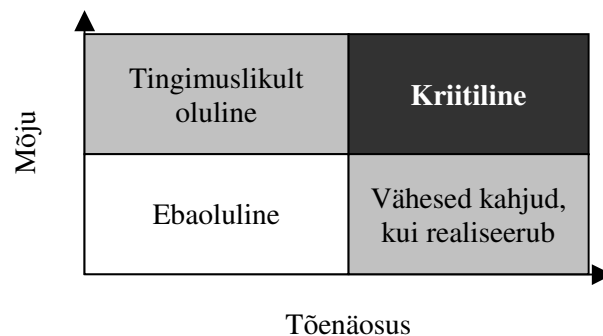 Mõju
Tingimuslikult
oluline
Kriitiline
Ebaoluline
Vähesed kahjud,
kui realiseerub
Tõenäosus